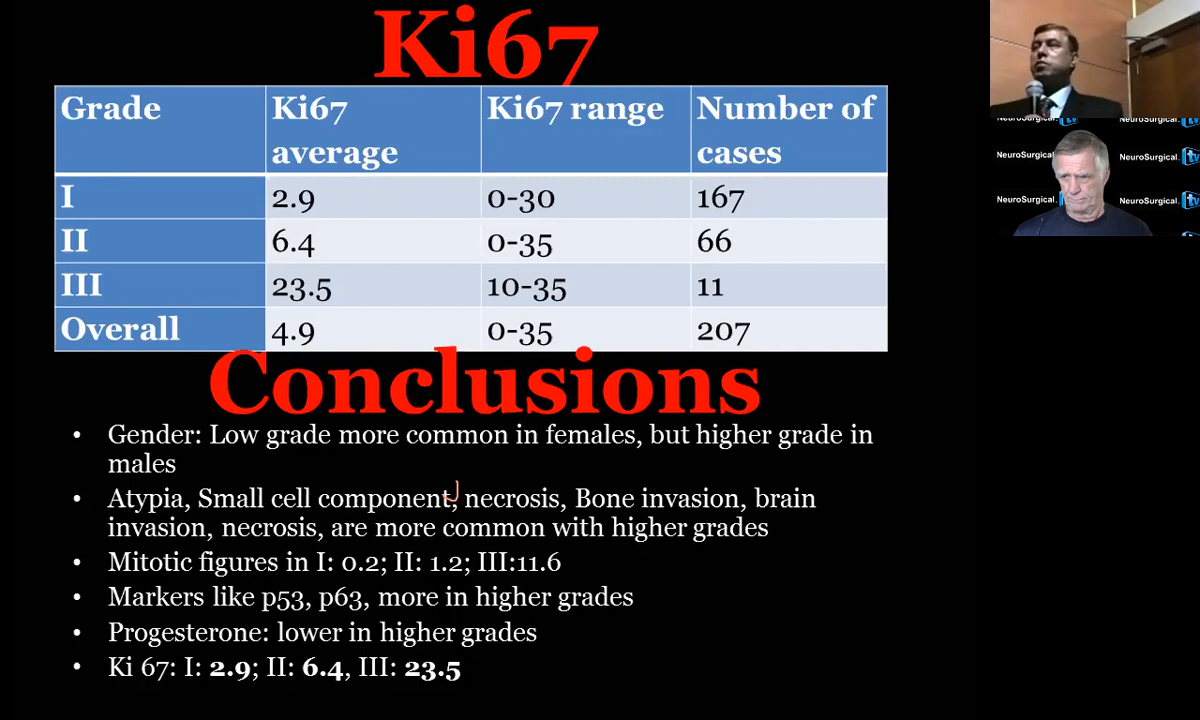 Ki67
Grade Ki67 average Ki67 range Number of cases
I 2.9 0-30 167
II 6.4 0-35 66
III 23.5 10-35 11
Overall 4.9 0-35 207
Conclusions
• Gender: Low grade more common in females, but higher grade in
males
• Atypia, Small cell component, necrosis, Bone invasion, brain
invasion, necrosis, are more common with higher grades
• Mitotic figures in I: 0.2; II: 1.2; III:11.6
• Markers like p53, p63, more in higher grades
• Progesterone: lower in higher grades
• Ki 67: I: 2.9; II: 6.4, III: 23.5
NeuroSurgical. tv NeuroSurgical. tv
NeuroSurgical NeuroSurgical. tv
NeuroSurgical. NeuroSurgical. tv